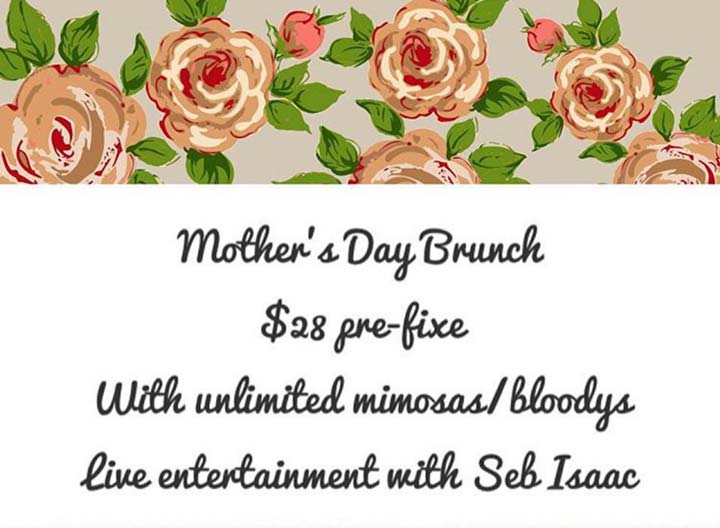 Mother's Day Brunch
$28 pre-fixe
With unlimited mimosas/bloodys
Live entertainment with Seb Isaac